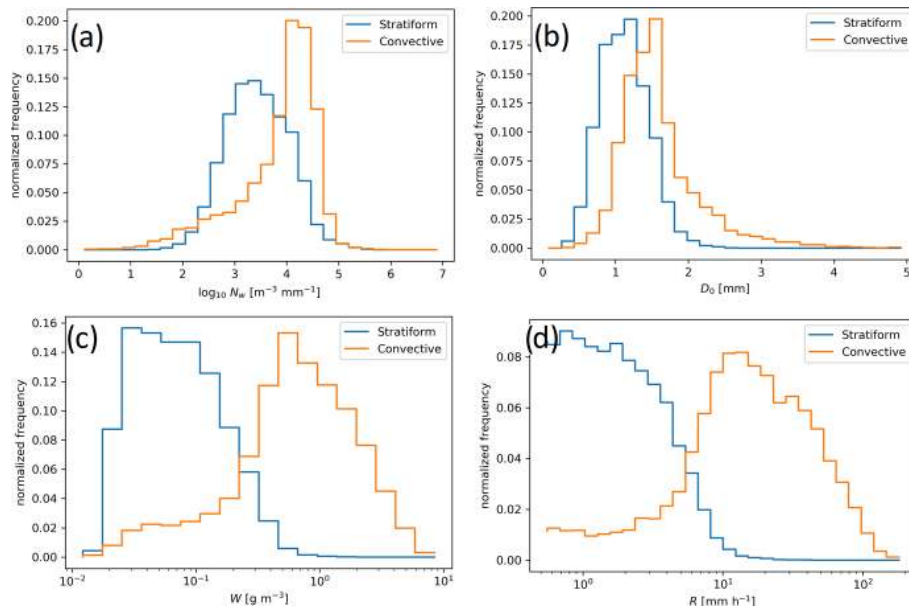 (a)
Stratiform
Convective
normalized frequency
0.200
0.175
0.150
0.125
0.100
0.075
0.050
0.025
0.000
0 1 2 3 4 5 6 7
log₁₀ N_w [m⁻³ mm⁻¹]
(b)
Stratiform
Convective
normalized frequency
0.200
0.175
0.150
0.125
0.100
0.075
0.050
0.025
0.000
0 1 2 3 4 5
D₀ [mm]
(c)
Stratiform
Convective
normalized frequency
0.16
0.14
0.12
0.10
0.08
0.06
0.04
0.02
0.00
10⁻² 10⁻¹ 10⁰ 10¹
W [g m⁻³]
(d)
Stratiform
Convective
normalized frequency
0.08
0.06
0.04
0.02
0.00
10⁰ 10¹ 10²
R [mm h⁻¹]